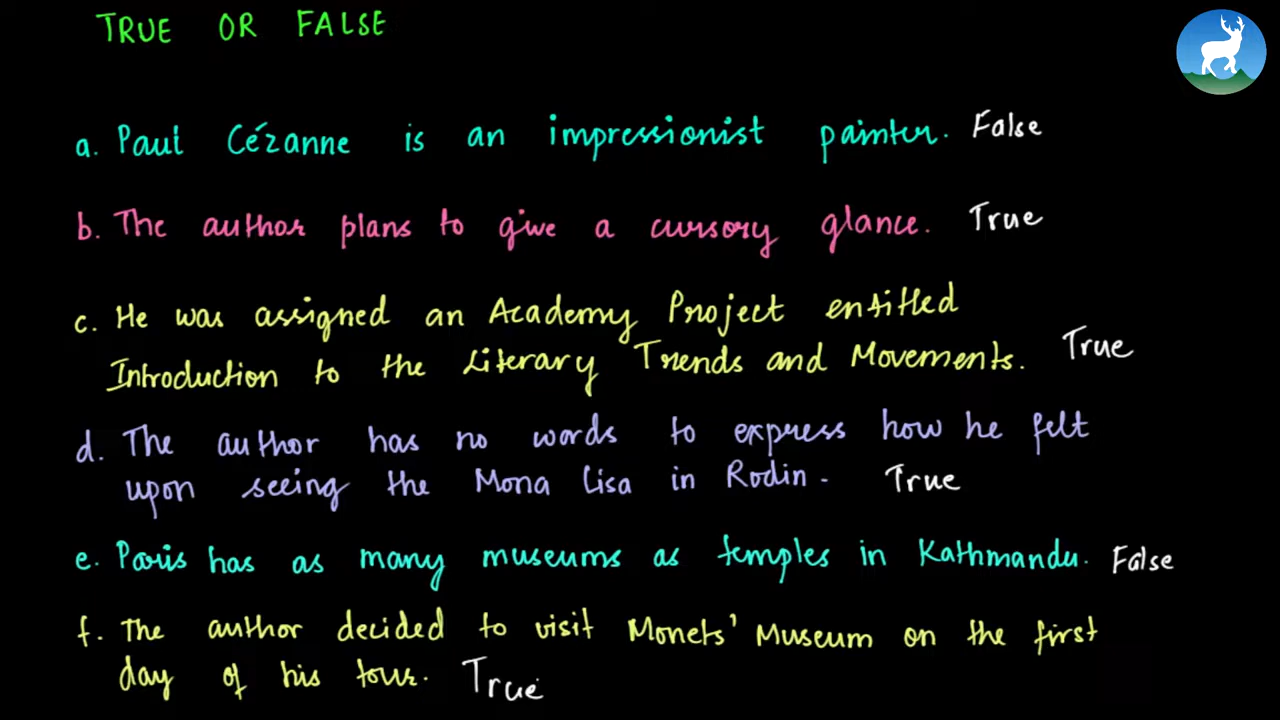 TRUE OR FALSE
a. Paul Cézanne is an impressionist painter. False
b. The author plans to give a cursory glance. True
c. He was assigned an Academy Project entitled
Introduction to the Literary Trends and Movements. True
d. The author has no words to express how he felt
upon seeing the Mona Lisa in Rodin. True
e. Paris has as many museums as temples in Kathmandu. False
f. The author decided to visit Monets' Museum on the first
day of his tour. True